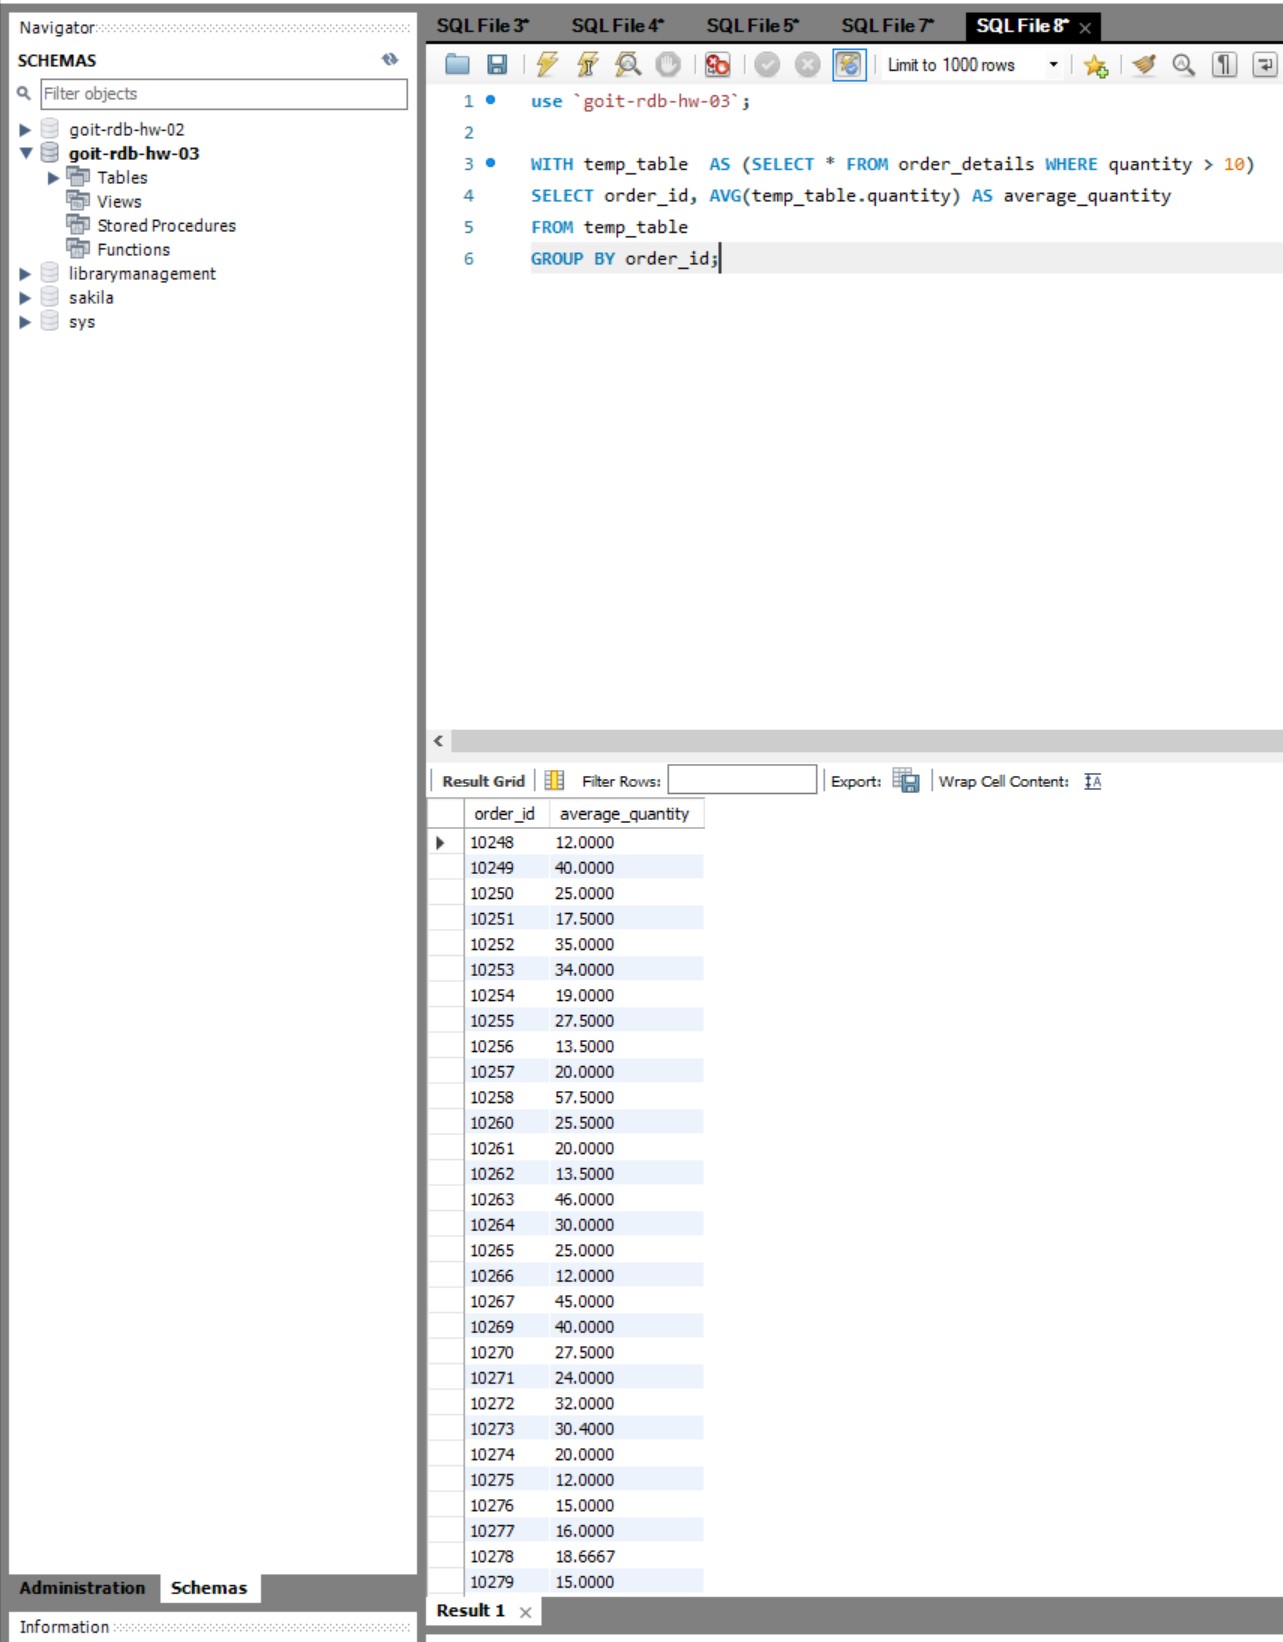 Navigator
SCHEMAS
Filter objects
goit-rdb-hw-02
goit-rdb-hw-03
Tables
Views
Stored Procedures
Functions
librarymanagement
sakila
sys
Administration Schemas
Information
SQL File 3* SQL File 4* SQL File 5* SQL File 7* SQL File 8*
Limit to 1000 rows
1 use `goit-rdb-hw-03`;
2
3 WITH temp_table  AS (SELECT * FROM order_details WHERE quantity > 10)
4 SELECT order_id, AVG(temp_table.quantity) AS average_quantity
5 FROM temp_table
6 GROUP BY order_id;
Result Grid Filter Rows: Export: Wrap Cell Content:
order_id average_quantity
10248 12.0000
10249 40.0000
10250 25.0000
10251 17.5000
10252 35.0000
10253 34.0000
10254 19.0000
10255 27.5000
10256 13.5000
10257 20.0000
10258 57.5000
10260 25.5000
10261 20.0000
10262 13.5000
10263 46.0000
10264 30.0000
10265 25.0000
10266 12.0000
10267 45.0000
10269 40.0000
10270 27.5000
10271 24.0000
10272 32.0000
10273 30.4000
10274 20.0000
10275 12.0000
10276 15.0000
10277 16.0000
10278 18.6667
10279 15.0000
Result 1